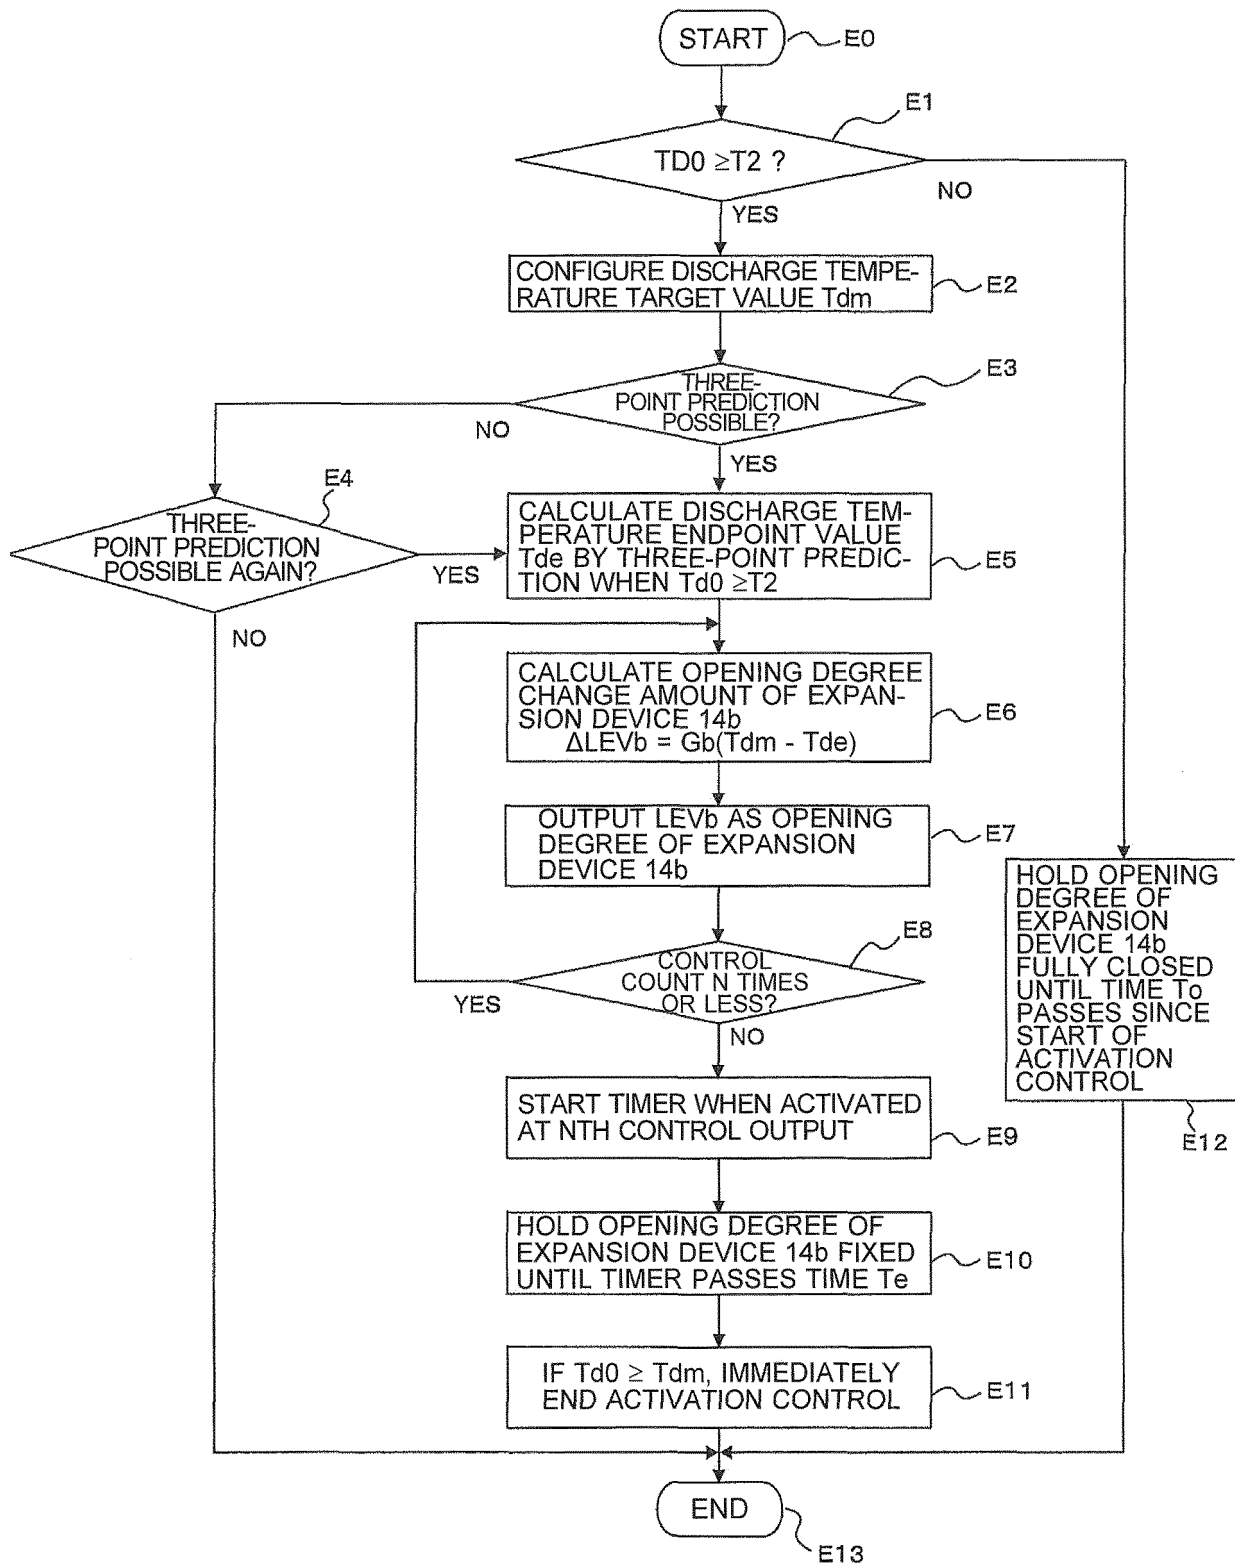 START
E0
E1
TD0 ≥T2 ?
NO
YES
CONFIGURE DISCHARGE TEMPE-
RATURE TARGET VALUE Tdm
E2
E3
THREE-
POINT PREDICTION
POSSIBLE?
NO
YES
E4
THREE-
POINT PREDICTION
POSSIBLE AGAIN?
YES
NO
CALCULATE DISCHARGE TEM-
PERATURE ENDPOINT VALUE
Tde BY THREE-POINT PREDIC-
TION WHEN Td0 ≥T2
E5
CALCULATE OPENING DEGREE
CHANGE AMOUNT OF EXPAN-
SION DEVICE 14b
ΔLEVb = Gb(Tdm - Tde)
E6
OUTPUT LEVb AS OPENING
DEGREE OF EXPANSION
DEVICE 14b
E7
E8
CONTROL
COUNT N TIMES
OR LESS?
YES
NO
HOLD OPENING
DEGREE OF
EXPANSION
DEVICE 14b
FULLY CLOSED
UNTIL TIME To
PASSES SINCE
START OF
ACTIVATION
CONTROL
E12
START TIMER WHEN ACTIVATED
AT NTH CONTROL OUTPUT
E9
HOLD OPENING DEGREE OF
EXPANSION DEVICE 14b FIXED
UNTIL TIMER PASSES TIME Te
E10
IF Td0 ≥ Tdm, IMMEDIATELY
END ACTIVATION CONTROL
E11
END
E13